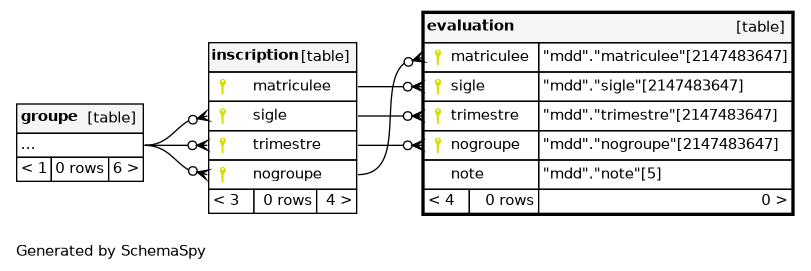 evaluation [table]
matriculee "mdd"."matriculee"[2147483647]
sigle "mdd"."sigle"[2147483647]
trimestre "mdd"."trimestre"[2147483647]
nogroupe "mdd"."nogroupe"[2147483647]
note "mdd"."note"[5]
< 4 0 rows 0 >
inscription [table]
matriculee
sigle
trimestre
nogroupe
< 3 0 rows 4 >
groupe [table]
...
< 1 0 rows 6 >
Generated by SchemaSpy